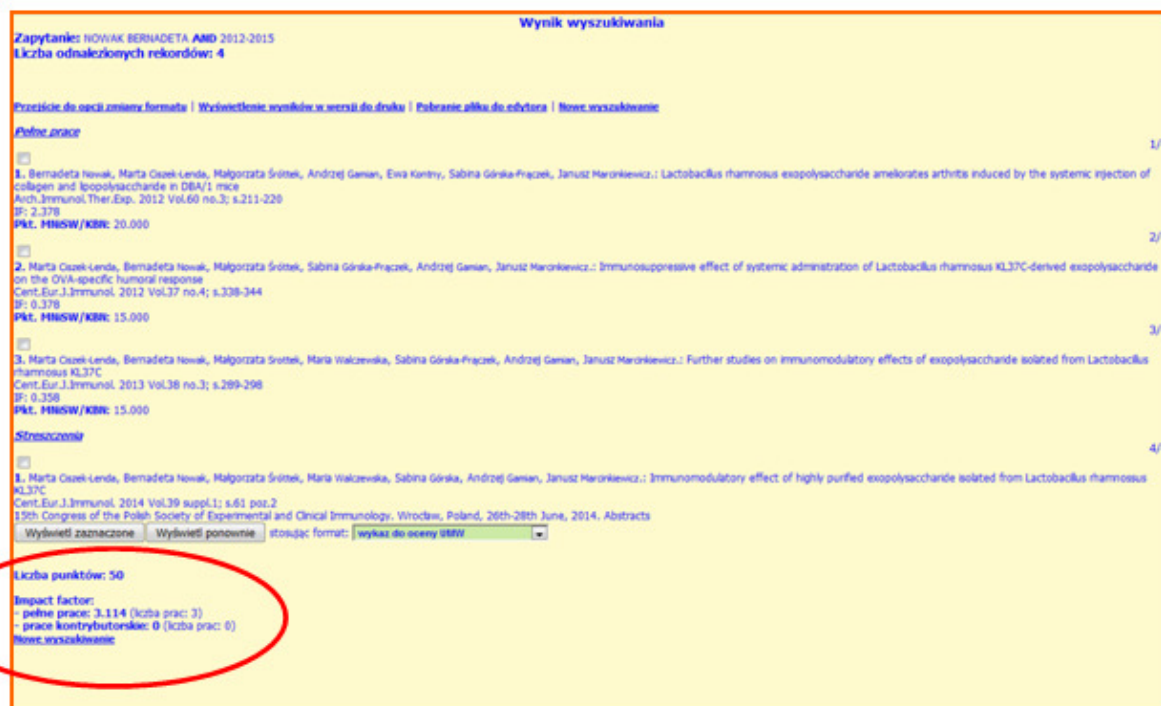 Wynik wyszukiwania
Zapytanie: NOWAK BERNADETA AND 2012-2015
Liczba odnalezionych rekordów: 4
Przejście do opcji zmiany formatu | Wyświetlenie wyników w wersji do druku | Pobranie pliku do edytora | Nowe wyszukiwanie
Pełne prace
1/
1. Bernadeta Nowak, Marta Ciszek-Lenda, Małgorzata Śróttek, Andrzej Gamian, Ewa Kontny, Sabina Górska-Frączek, Janusz Marcinkiewicz.: Lactobacillus rhamnosus exopolysaccharide ameliorates arthritis induced by the systemic injection of
collagen and lipopolysaccharide in DBA/1 mice
Arch.Immunol.Ther.Exp. 2012 Vol.60 no.3; s.211-220
IF: 2.378
Pkt. MNiSW/KBN: 20.000
2/
2. Marta Ciszek-Lenda, Bernadeta Nowak, Małgorzata Śróttek, Sabina Górska-Frączek, Andrzej Gamian, Janusz Marcinkiewicz.: Immunosuppressive effect of systemic administration of Lactobacillus rhamnosus KL37C-derived exopolysaccharide
on the OVA-specific humoral response
Cent.Eur.J.Immunol. 2012 Vol.37 no.4; s.338-344
IF: 0.378
Pkt. MNiSW/KBN: 15.000
3/
3. Marta Ciszek-Lenda, Bernadeta Nowak, Małgorzata Srottek, Maria Walczewska, Sabina Górska-Frączek, Andrzej Gamian, Janusz Marcinkiewicz.: Further studies on immunomodulatory effects of exopolysaccharide isolated from Lactobacillus
rhamnosus KL37C
Cent.Eur.J.Immunol. 2013 Vol.38 no.3; s.289-298
IF: 0.358
Pkt. MNiSW/KBN: 15.000
Streszczenia
4/
1. Marta Ciszek-Lenda, Bernadeta Nowak, Małgorzata Śróttek, Maria Walczewska, Sabina Górska, Andrzej Gamian, Janusz Marcinkiewicz.: Immunomodulatory effect of highly purified exopolysaccharide isolated from Lactobacillus rhamnossus
KL37C
Cent.Eur.J.Immunol. 2014 Vol.39 suppl.1; s.61 poz.2
15th Congress of the Polish Society of Experimental and Clinical Immunology. Wrocław, Poland, 26th-28th June, 2014. Abstracts
Wyświetl zaznaczone Wyświetl ponownie stosując format: wykaz do oceny UMW
Liczba punktów: 50
Impact factor:
- pełne prace: 3.114 (liczba prac: 3)
- prace kontrybutorskie: 0 (liczba prac: 0)
Nowe wyszukiwanie